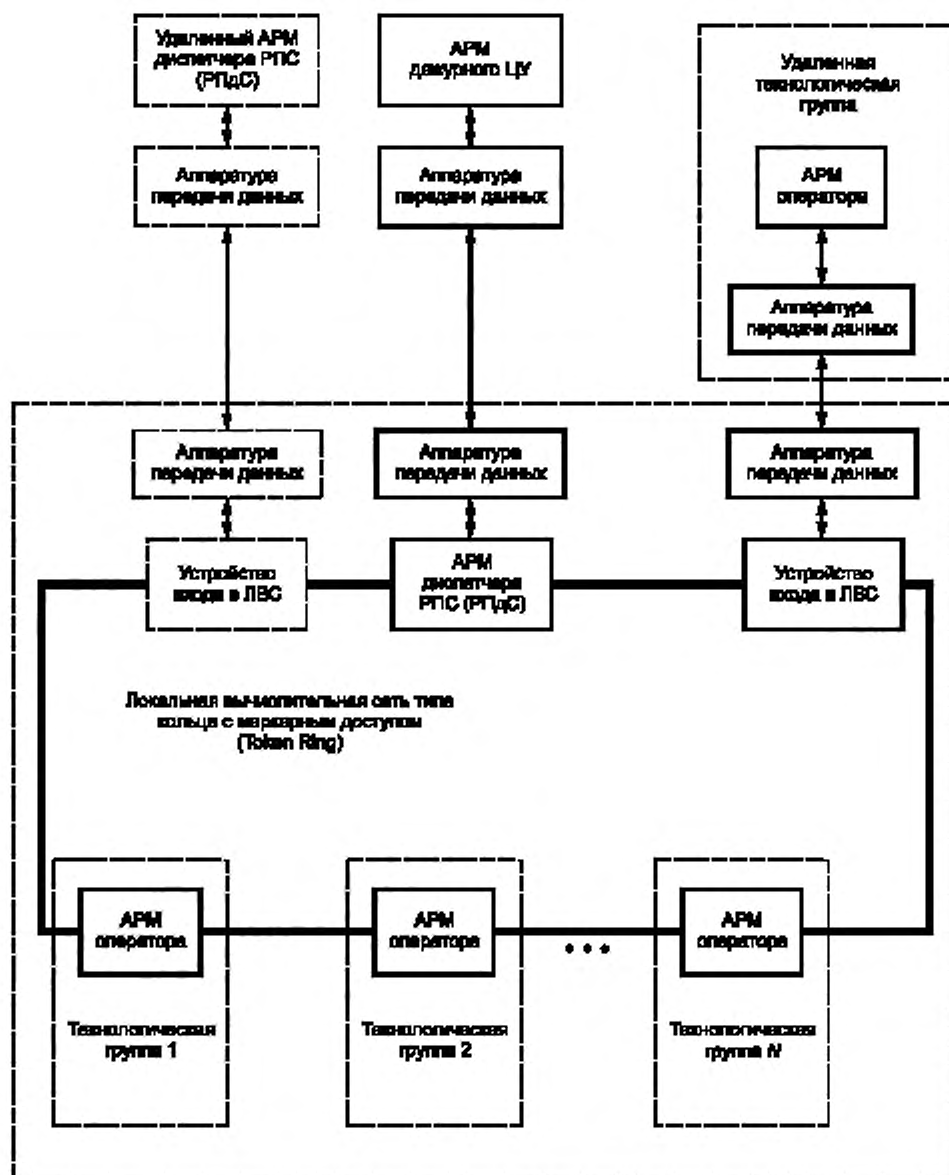 Удаленный АРМ
диспетчера РПС
(РПдС)
АРМ
дежурного ЦУ
Удаленная
технологическая
группа
Аппаратура
передачи данных
Аппаратура
передачи данных
АРМ
оператора
Аппаратура
передачи данных
Аппаратура
передачи данных
Аппаратура
передачи данных
Аппаратура
передачи данных
Устройство
входа в ЛВС
АРМ
диспетчера
РПС (РПдС)
Устройство
входа в ЛВС
Локальная вычислительная сеть типа
кольца с маркерным доступом
(Token Ring)
АРМ
оператора
АРМ
оператора
• • •
АРМ
оператора
Технологическая
группа 1
Технологическая
группа 2
Технологическая
группа N